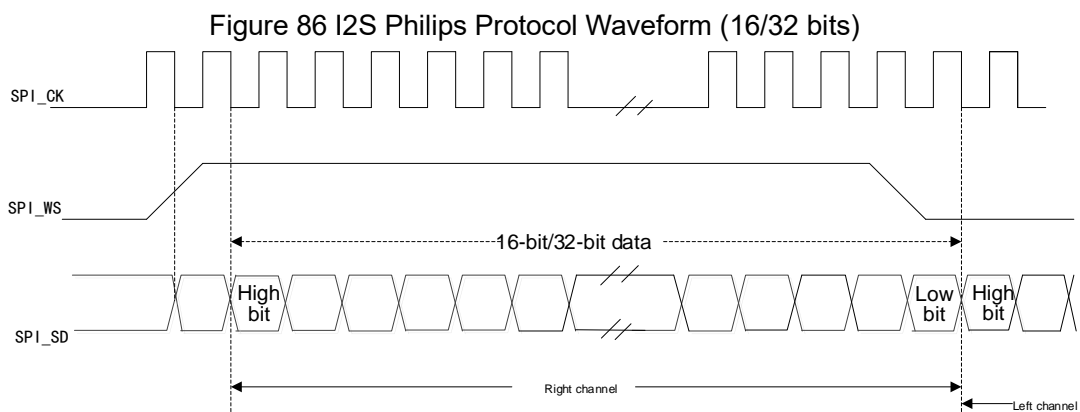 Figure 86 I2S Philips Protocol Waveform (16/32 bits)
SPI_CK
SPI_WS
16-bit/32-bit data
High
bit
Low
bit
High
bit
SPI_SD
Right channel
Left channel